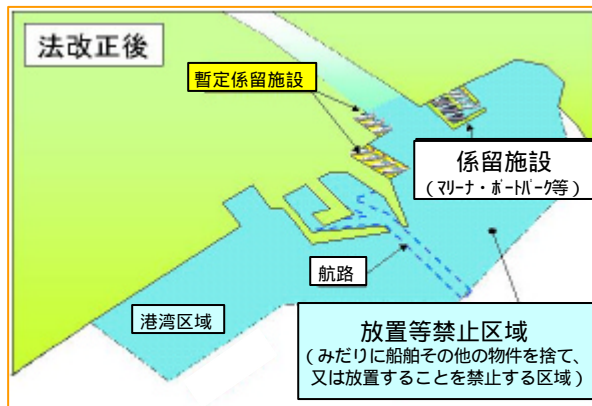 法改正後
暫定係留施設
係留施設
（マリーナ・ボートパーク等）
航路
港湾区域
放置等禁止区域
（みだりに船舶その他の物件を捨て、
又は放置することを禁止する区域）